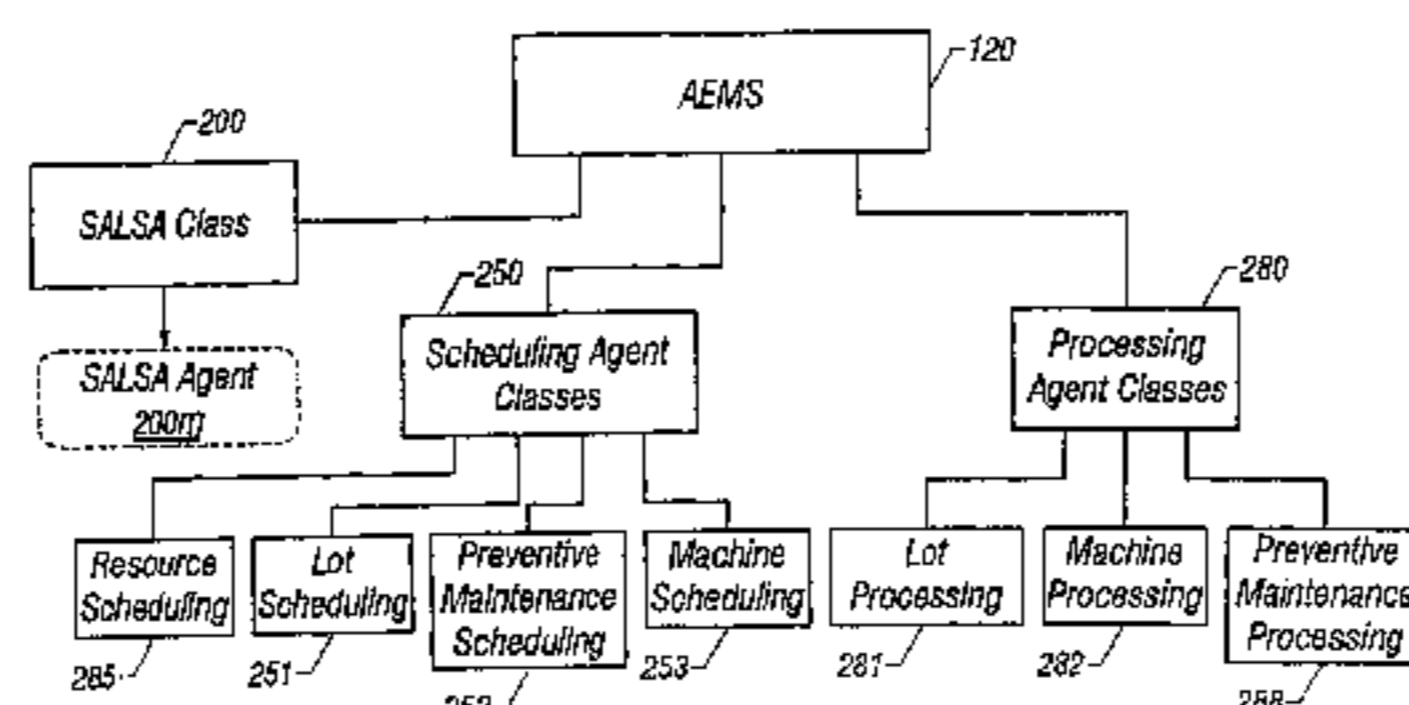 AEMS
120
200
SALSA Class
250
280
SALSA Agent
200m
Scheduling Agent
Classes
Processing
Agent Classes
Resource
Scheduling
Lot
Scheduling
Preventive
Maintenance
Scheduling
Machine
Scheduling
Lot
Processing
Machine
Processing
Preventive
Maintenance
Processing
285
251
253
281
282